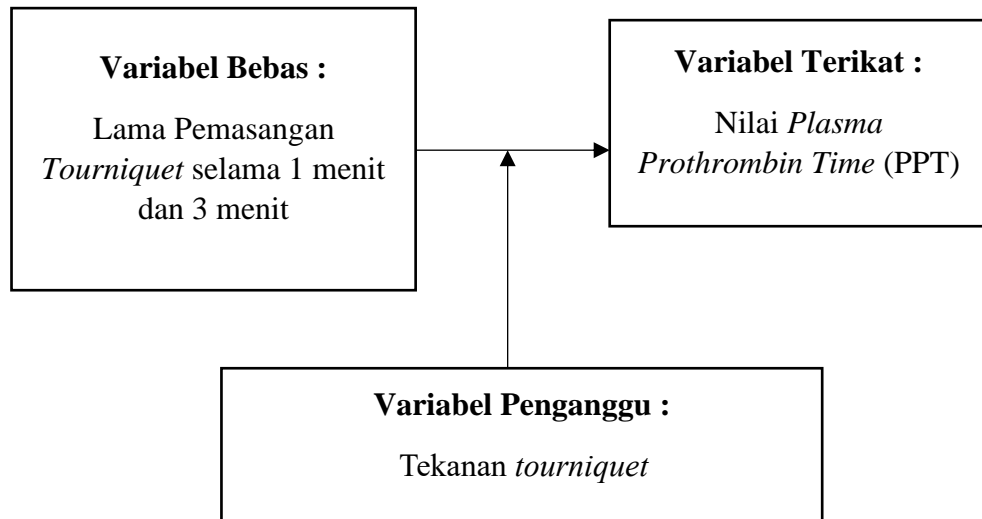 Variabel Bebas :
Lama Pemasangan
Tourniquet selama 1 menit
dan 3 menit
Variabel Terikat :
Nilai Plasma
Prothrombin Time (PPT)
Variabel Penganggu :
Tekanan tourniquet